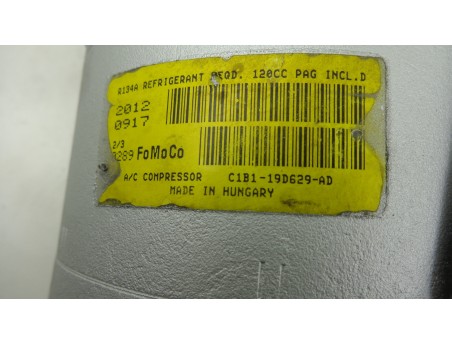 R134A REFRIGERANT REQD. 120CC PAG INCL.D
2012
0917
2/3
3289 FoMoCo
A/C COMPRESSOR C1B1-19D629-AD
MADE IN HUNGARY